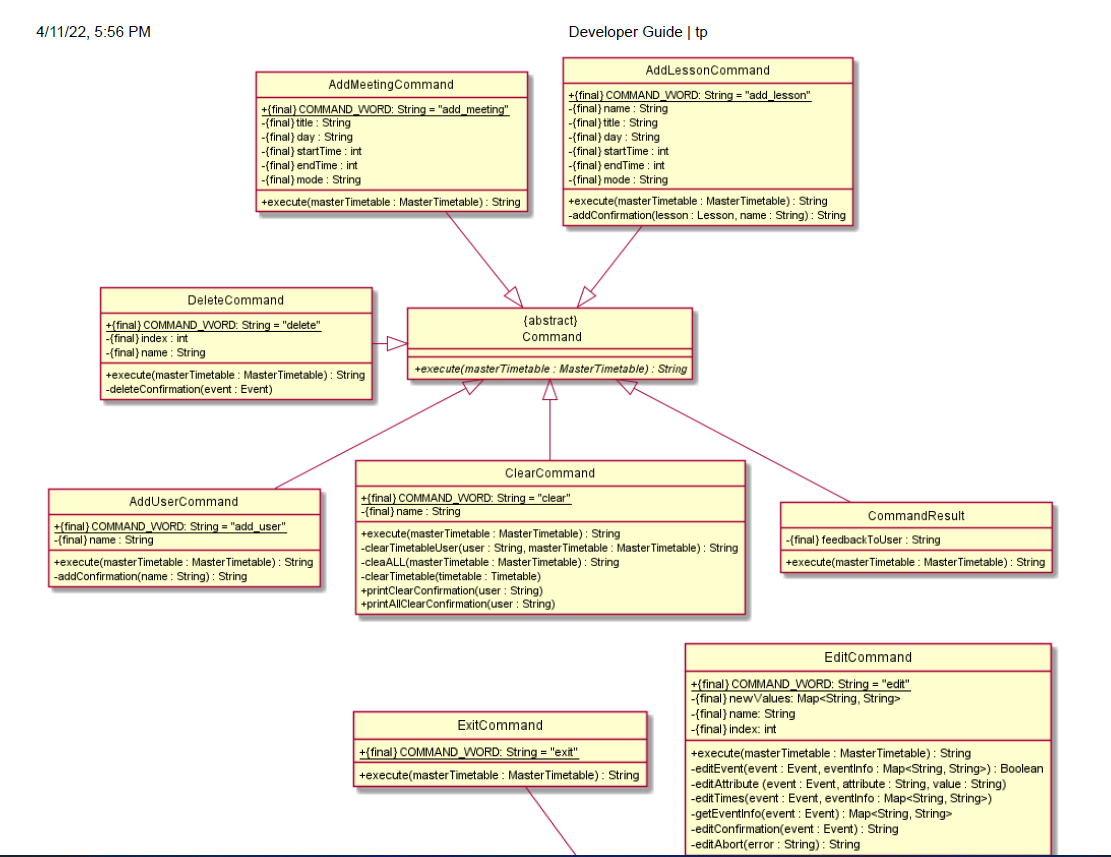 4/11/22, 5:56 PM
Developer Guide | tp
AddMeetingCommand
+{final} COMMAND_WORD: String = "add_meeting"
-{final} title : String
-{final} day : String
-{final} startTime : int
-{final} endTime : int
-{final} mode : String
+execute(masterTimetable : MasterTimetable) : String
AddLessonCommand
+{final} COMMAND_WORD: String = "add_lesson"
-{final} name : String
-{final} title : String
-{final} day : String
-{final} startTime : int
-{final} endTime : int
-{final} mode : String
+execute(masterTimetable : MasterTimetable) : String
-addConfirmation(lesson : Lesson, name : String) : String
DeleteCommand
+{final} COMMAND_WORD: String = "delete"
-{final} index : int
-{final} name : String
+execute(masterTimetable : MasterTimetable) : String
-deleteConfirmation(event : Event)
{abstract}
Command
+execute(masterTimetable : MasterTimetable) : String
AddUserCommand
+{final} COMMAND_WORD: String = "add_user"
-{final} name : String
+execute(masterTimetable : MasterTimetable) : String
-addConfirmation(name : String) : String
ClearCommand
+{final} COMMAND_WORD: String = "clear"
-{final} name : String
+execute(masterTimetable : MasterTimetable) : String
-clearTimetableUser(user : String, masterTimetable : MasterTimetable) : String
-cleaALL(masterTimetable : MasterTimetable) : String
-clearTimetable(timetable : Timetable)
+printClearConfirmation(user : String)
+printAllClearConfirmation(user : String)
CommandResult
-{final} feedbackToUser : String
+execute(masterTimetable : MasterTimetable) : String
EditCommand
+{final} COMMAND_WORD: String = "edit"
-{final} newValues: Map<String, String>
-{final} name: String
-{final} index: int
+execute(masterTimetable : MasterTimetable) : String
-editEvent(event : Event, eventInfo : Map<String, String>) : Boolean
-editAttribute (event : Event, attribute : String, value : String)
-editTimes(event : Event, eventInfo : Map<String, String>)
-getEventInfo(event : Event) : Map<String, String>
-editConfirmation(event : Event) : String
-editAbort(error : String) : String
ExitCommand
+{final} COMMAND_WORD: String = "exit"
+execute(masterTimetable : MasterTimetable) : String